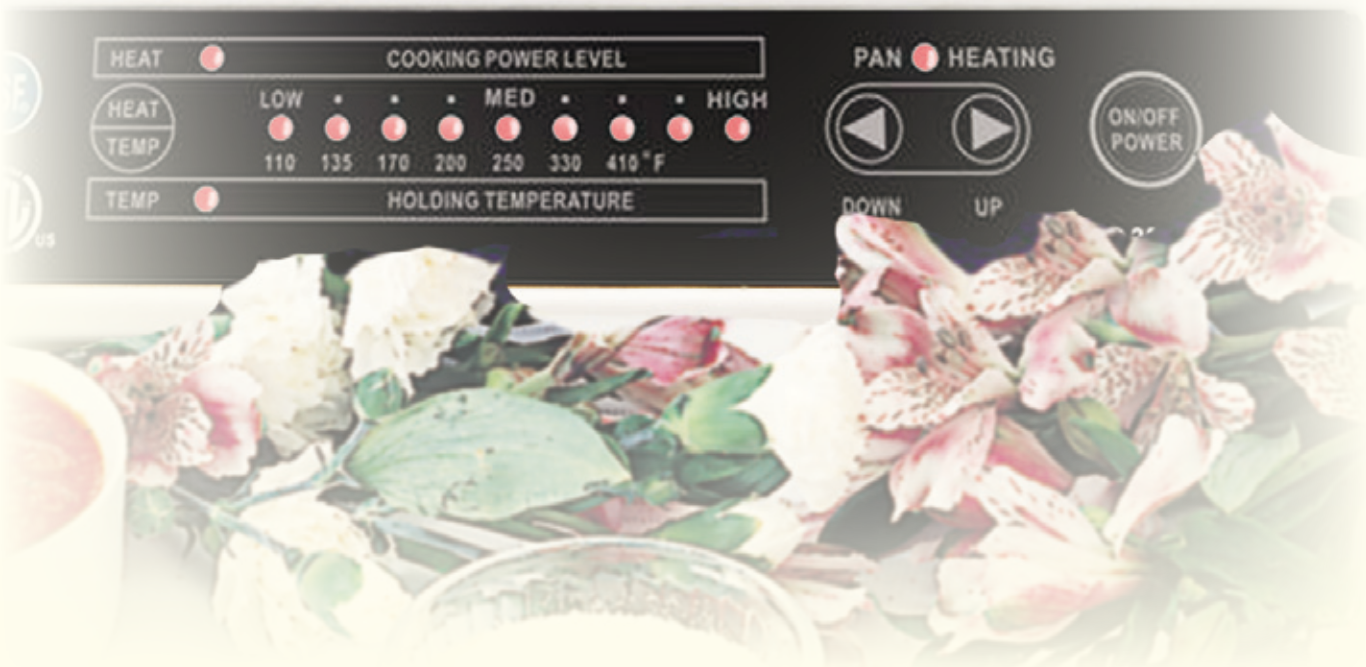 HEAT COOKING POWER LEVEL
HEAT
TEMP
LOW MED HIGH
110 135 170 200 250 330 410°F
TEMP HOLDING TEMPERATURE
PAN HEATING
DOWN UP
ON/OFF
POWER
US